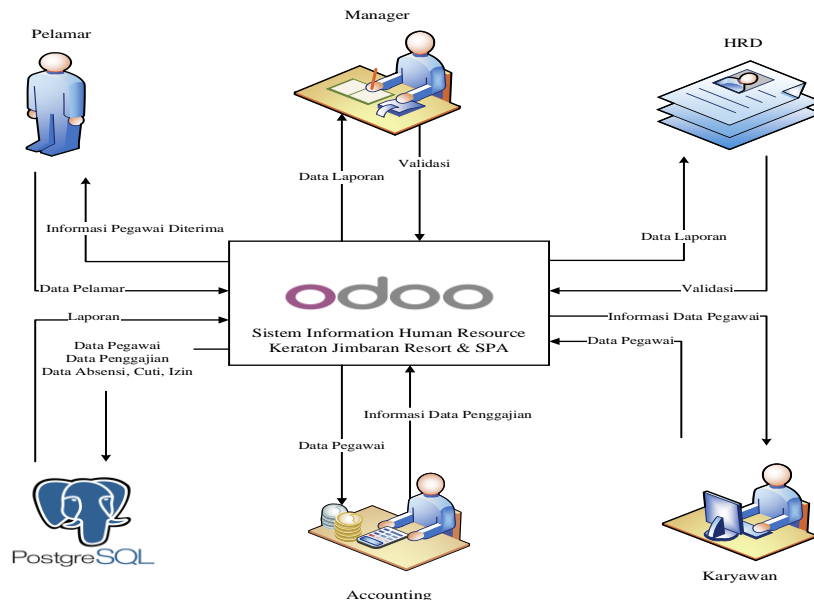 Manager
Pelamar
HRD
Validasi
Data Laporan
Informasi Pegawai Diterima
Data Laporan
Data Pelamar
Validasi
odoo
Laporan
Informasi Data Pegawai
Sistem Information Human Resource
Keraton Jimbaran Resort & SPA
Data Pegawai
Data Penggajian
Data Absensi, Cuti, Izin
Data Pegawai
Informasi Data Penggajian
Data Pegawai
PostgreSQL
Karyawan
Accounting